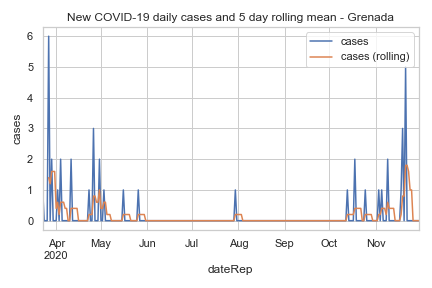 New COVID-19 daily cases and 5 day rolling mean - Grenada
cases
cases (rolling)
6
5
4
3
2
1
0
cases
Apr
2020
May
Jun
Jul
Aug
Sep
Oct
Nov
dateRep